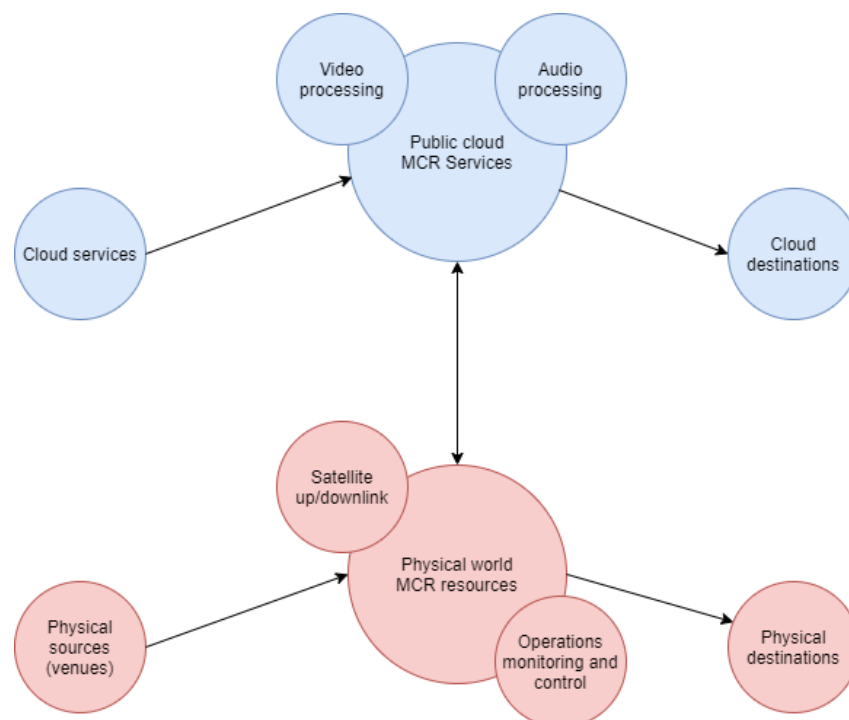 Video
processing
Audio
processing
Public cloud
MCR Services
Cloud services
Cloud
destinations
Satellite
up/downlink
Physical world
MCR resources
Physical
sources
(venues)
Operations
monitoring and
control
Physical
destinations